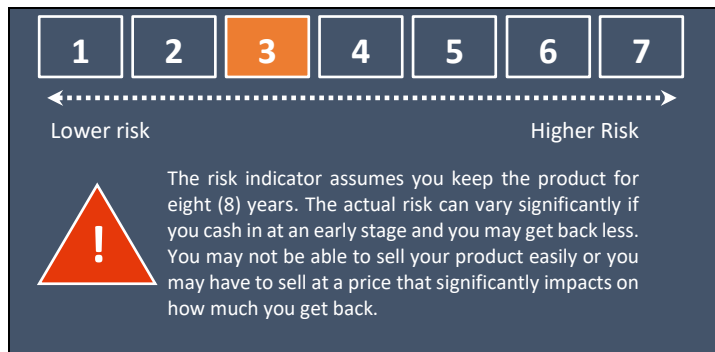 1 2 3 4 5 6 7
Lower risk Higher Risk
The risk indicator assumes you keep the product for
eight (8) years. The actual risk can vary significantly if
you cash in at an early stage and you may get back less.
You may not be able to sell your product easily or you
may have to sell at a price that significantly impacts on
how much you get back.
!